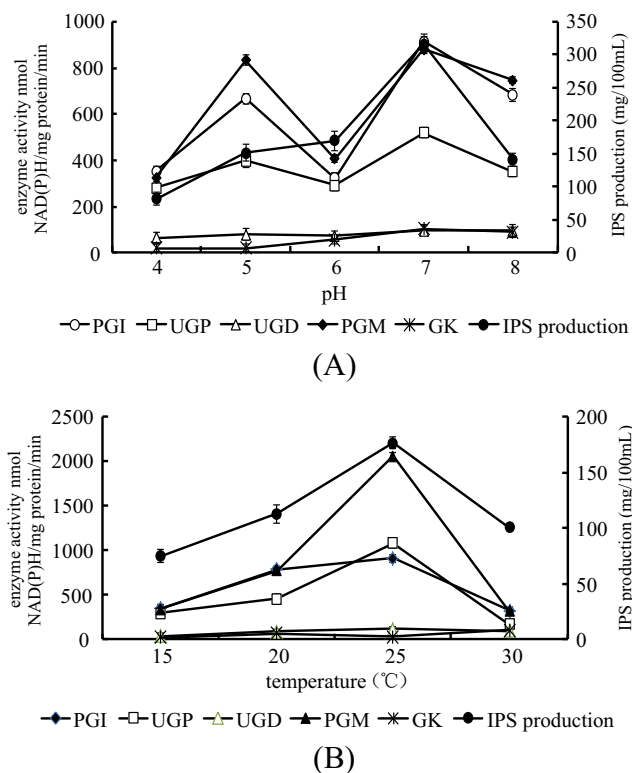 1000
800
600
400
200
0
350
300
250
200
150
100
50
0
enzyme activity nmol
NAD(P)H/mg protein/min
IPS production (mg/100mL)
4 5 6 7 8
pH
PGI UGP UGD PGM GK IPS production
(A)
2500
2000
1500
1000
500
0
200
150
100
50
0
enzyme activity nmol
NAD(P)H/mg protein/min
IPS production (mg/100mL)
15 20 25 30
temperature (℃)
PGI UGP UGD PGM GK IPS production
(B)